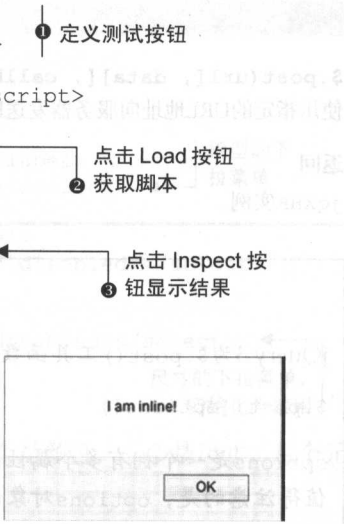 ❶ 定义测试按钮
cript>
点击 Load 按钮
❷ 获取脚本
点击 Inspect 按
❸ 钮显示结果
I am inline!
OK